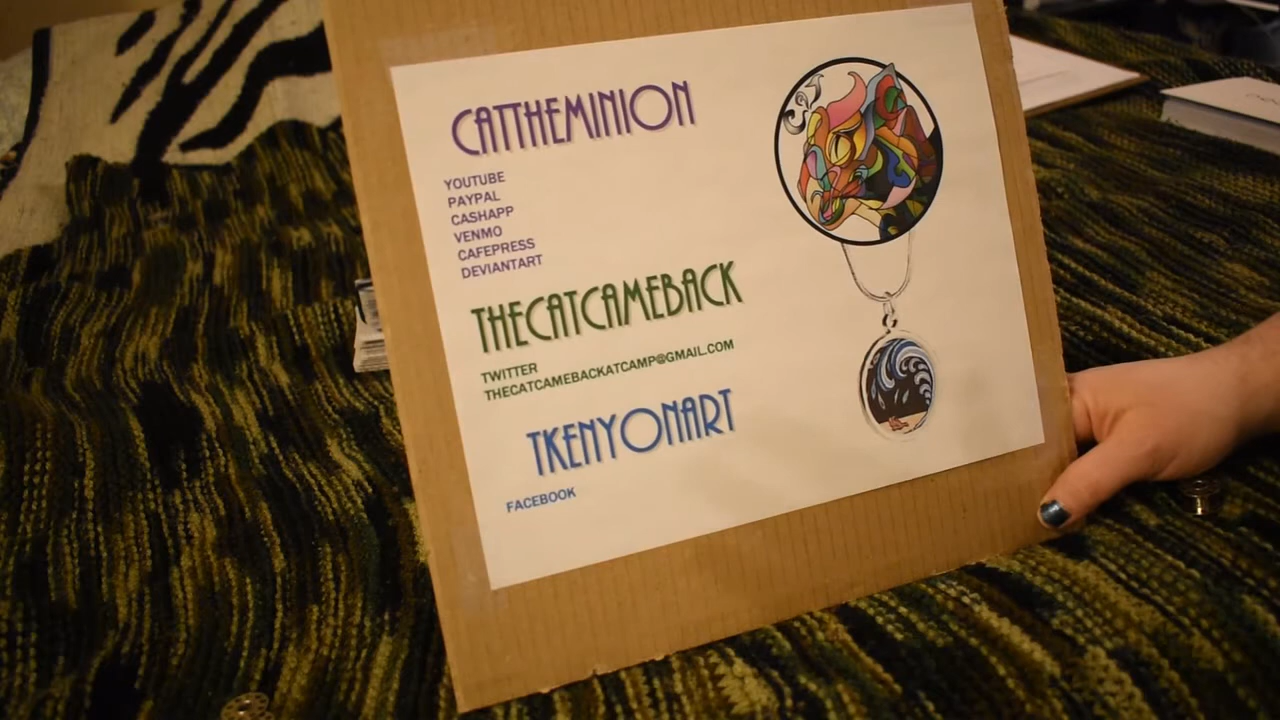 CATTHEMINION
YOUTUBE
PAYPAL
CASHAPP
VENMO
CAFEPRESS
DEVIANTART
THECATCAMEBACK
TWITTER
THECATCAMEBACKATCAMP@GMAIL.COM
TKENYONART
FACEBOOK